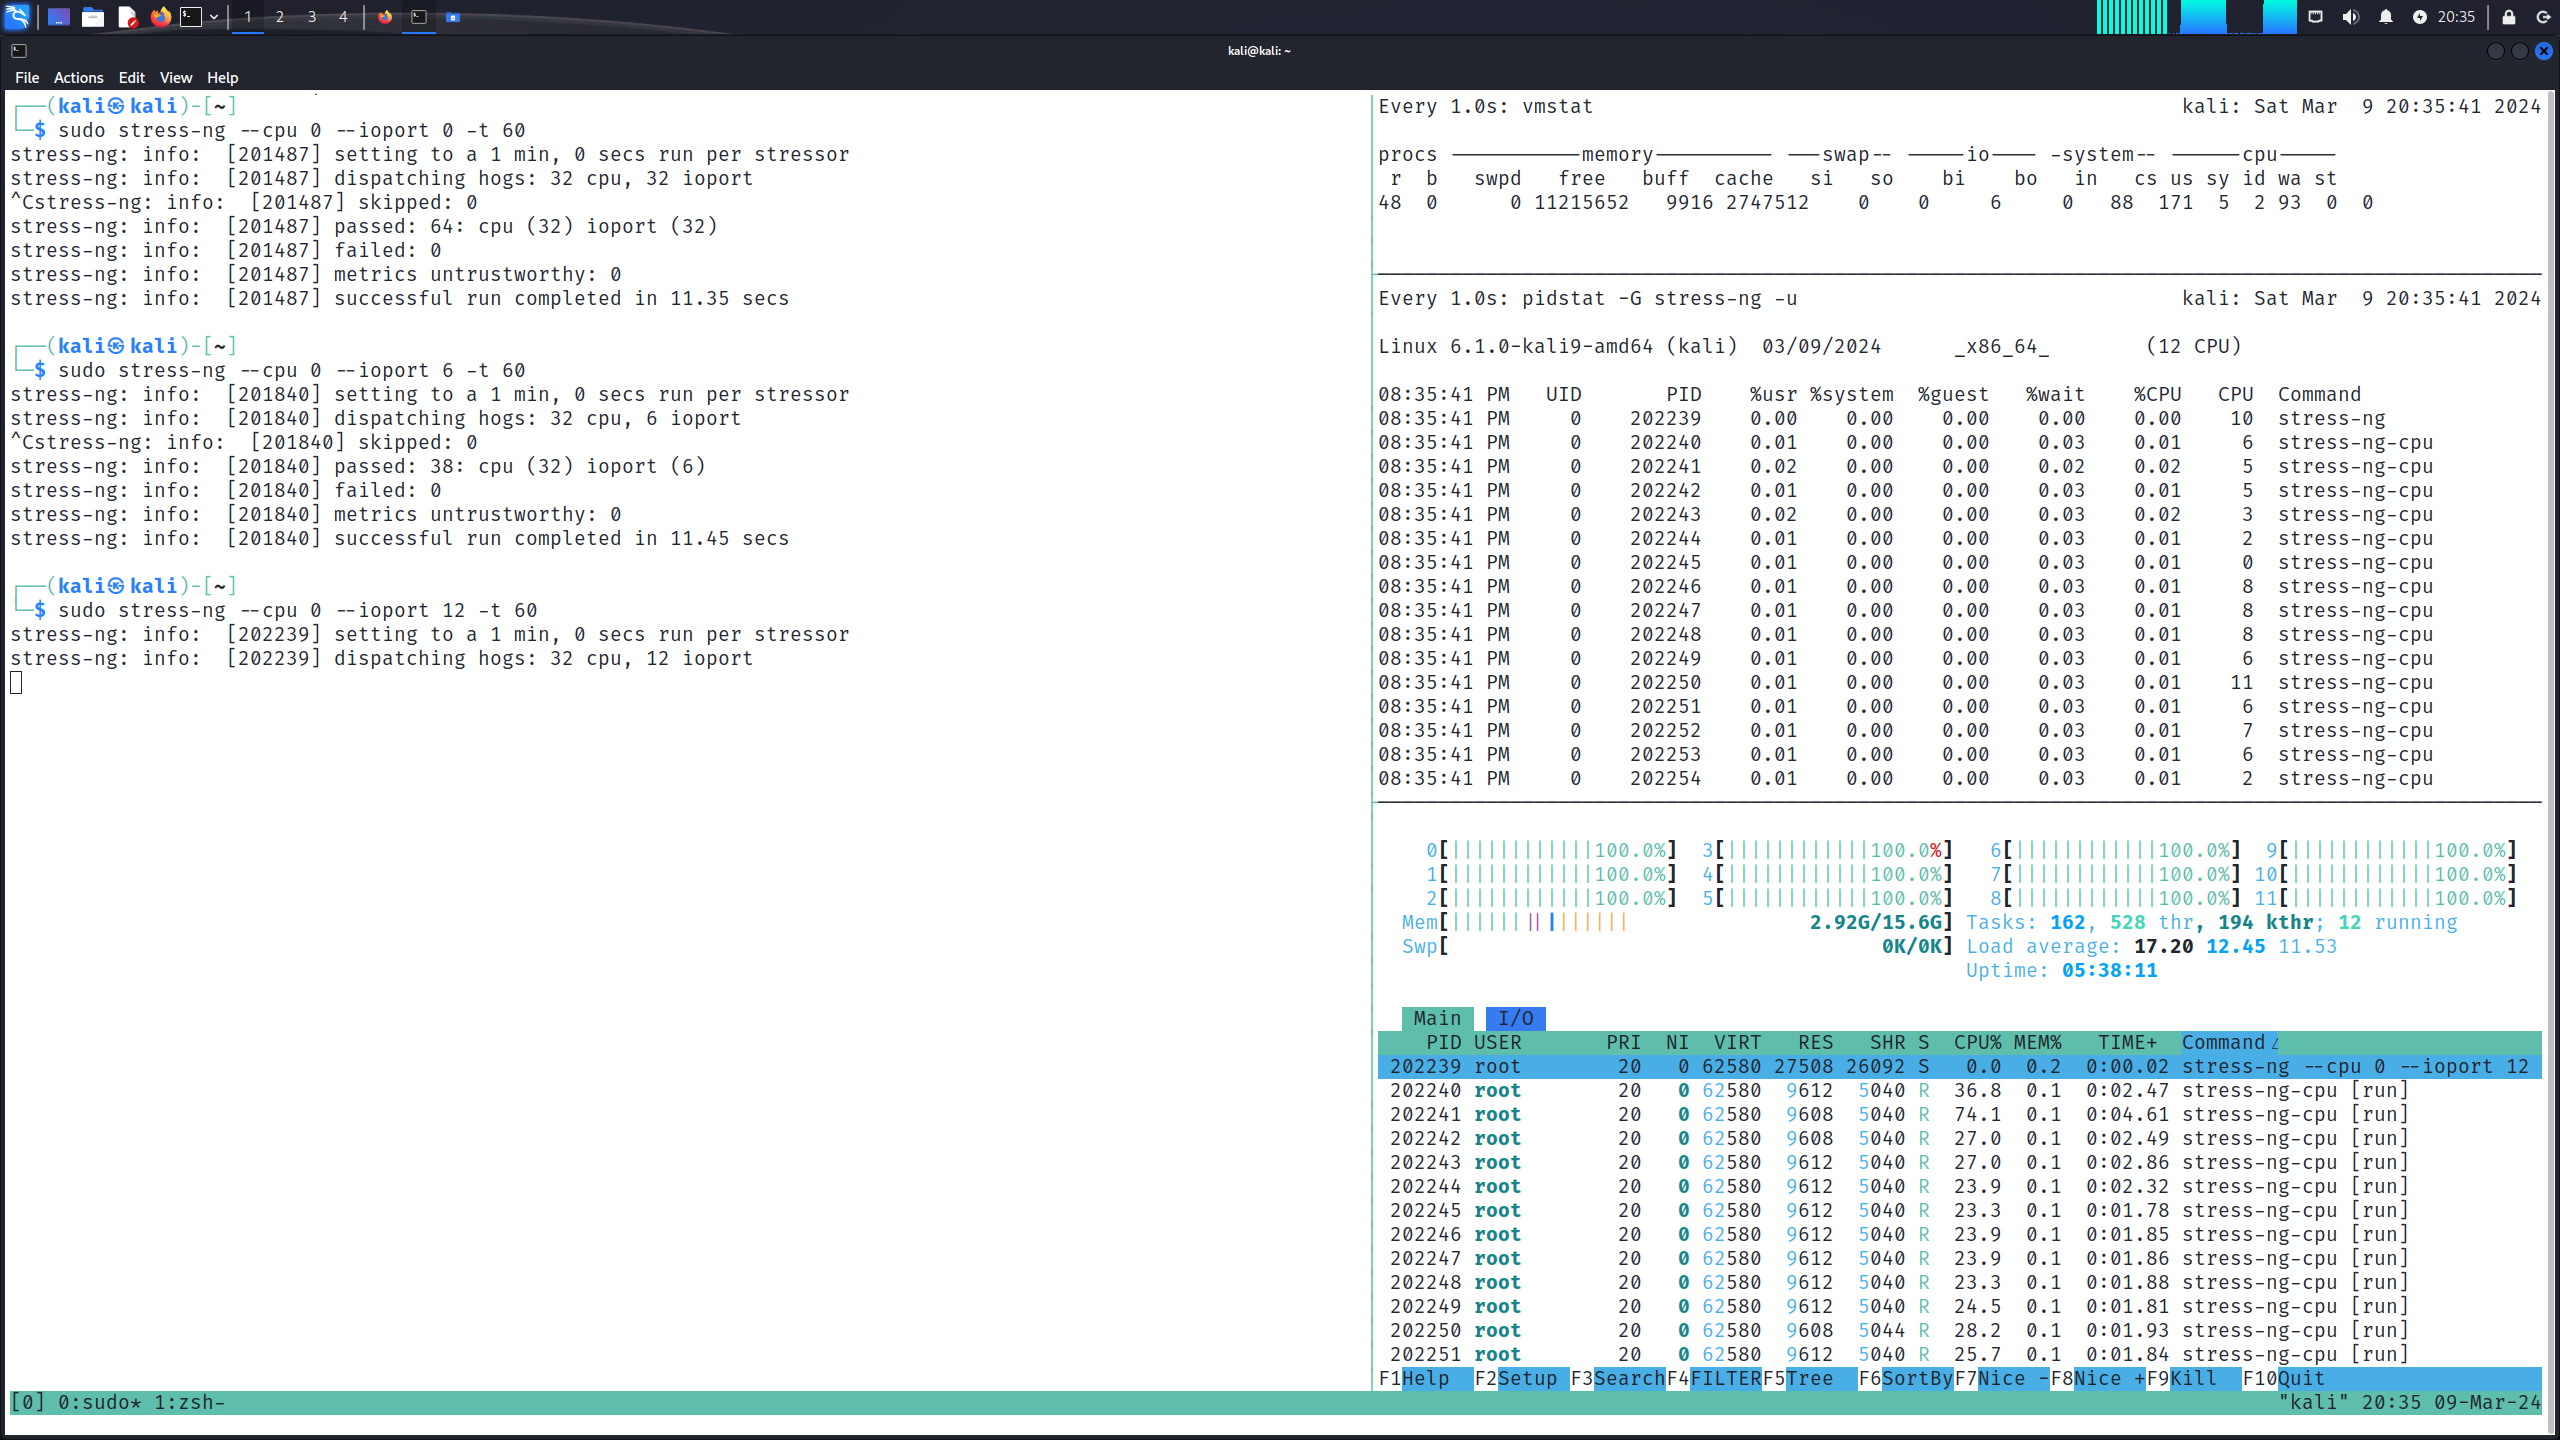 1 2 3 4 20:35
kali@kali: ~
File Actions Edit View Help
┌──(kali㉿kali)-[~]
└─$ sudo stress-ng --cpu 0 --ioport 0 -t 60
stress-ng: info:  [201487] setting to a 1 min, 0 secs run per stressor
stress-ng: info:  [201487] dispatching hogs: 32 cpu, 32 ioport
^Cstress-ng: info:  [201487] skipped: 0
stress-ng: info:  [201487] passed: 64: cpu (32) ioport (32)
stress-ng: info:  [201487] failed: 0
stress-ng: info:  [201487] metrics untrustworthy: 0
stress-ng: info:  [201487] successful run completed in 11.35 secs
┌──(kali㉿kali)-[~]
└─$ sudo stress-ng --cpu 0 --ioport 6 -t 60
stress-ng: info:  [201840] setting to a 1 min, 0 secs run per stressor
stress-ng: info:  [201840] dispatching hogs: 32 cpu, 6 ioport
^Cstress-ng: info:  [201840] skipped: 0
stress-ng: info:  [201840] passed: 38: cpu (32) ioport (6)
stress-ng: info:  [201840] failed: 0
stress-ng: info:  [201840] metrics untrustworthy: 0
stress-ng: info:  [201840] successful run completed in 11.45 secs
┌──(kali㉿kali)-[~]
└─$ sudo stress-ng --cpu 0 --ioport 12 -t 60
stress-ng: info:  [202239] setting to a 1 min, 0 secs run per stressor
stress-ng: info:  [202239] dispatching hogs: 32 cpu, 12 ioport
Every 1.0s: vmstat kali: Sat Mar  9 20:35:41 2024
procs -----------memory---------- ---swap-- -----io---- -system-- ------cpu-----
r b swpd free buff cache si so bi bo in cs us sy id wa st
48 0 0 11215652 9916 2747512 0 0 6 0 88 171 5 2 93 0 0
Every 1.0s: pidstat -G stress-ng -u kali: Sat Mar  9 20:35:41 2024
Linux 6.1.0-kali9-amd64 (kali) 03/09/2024 _x86_64_ (12 CPU)
08:35:41 PM UID PID %usr %system %guest %wait %CPU CPU Command
08:35:41 PM 0 202239 0.00 0.00 0.00 0.00 0.00 10 stress-ng
08:35:41 PM 0 202240 0.01 0.00 0.00 0.03 0.01 6 stress-ng-cpu
08:35:41 PM 0 202241 0.02 0.00 0.00 0.02 0.02 5 stress-ng-cpu
08:35:41 PM 0 202242 0.01 0.00 0.00 0.03 0.01 5 stress-ng-cpu
08:35:41 PM 0 202243 0.02 0.00 0.00 0.03 0.02 3 stress-ng-cpu
08:35:41 PM 0 202244 0.01 0.00 0.00 0.03 0.01 2 stress-ng-cpu
08:35:41 PM 0 202245 0.01 0.00 0.00 0.03 0.01 0 stress-ng-cpu
08:35:41 PM 0 202246 0.01 0.00 0.00 0.03 0.01 8 stress-ng-cpu
08:35:41 PM 0 202247 0.01 0.00 0.00 0.03 0.01 8 stress-ng-cpu
08:35:41 PM 0 202248 0.01 0.00 0.00 0.03 0.01 8 stress-ng-cpu
08:35:41 PM 0 202249 0.01 0.00 0.00 0.03 0.01 6 stress-ng-cpu
08:35:41 PM 0 202250 0.01 0.00 0.00 0.03 0.01 11 stress-ng-cpu
08:35:41 PM 0 202251 0.01 0.00 0.00 0.03 0.01 6 stress-ng-cpu
08:35:41 PM 0 202252 0.01 0.00 0.00 0.03 0.01 7 stress-ng-cpu
08:35:41 PM 0 202253 0.01 0.00 0.00 0.03 0.01 6 stress-ng-cpu
08:35:41 PM 0 202254 0.01 0.00 0.00 0.03 0.01 2 stress-ng-cpu
0[||||||||||||100.0%] 3[||||||||||||100.0%] 6[||||||||||||100.0%] 9[||||||||||||100.0%]
1[||||||||||||100.0%] 4[||||||||||||100.0%] 7[||||||||||||100.0%] 10[||||||||||||100.0%]
2[||||||||||||100.0%] 5[||||||||||||100.0%] 8[||||||||||||100.0%] 11[||||||||||||100.0%]
Mem[||||||||||||||| 2.92G/15.6G] Tasks: 162, 528 thr, 194 kthr; 12 running
Swp[ 0K/0K] Load average: 17.20 12.45 11.53
Uptime: 05:38:11
Main I/O
PID USER PRI NI VIRT RES SHR S CPU% MEM% TIME+ Command△
202239 root 20 0 62580 27508 26092 S 0.0 0.2 0:00.02 stress-ng --cpu 0 --ioport 12
202240 root 20 0 62580 9612 5040 R 36.8 0.1 0:02.47 stress-ng-cpu [run]
202241 root 20 0 62580 9608 5040 R 74.1 0.1 0:04.61 stress-ng-cpu [run]
202242 root 20 0 62580 9608 5040 R 27.0 0.1 0:02.49 stress-ng-cpu [run]
202243 root 20 0 62580 9612 5040 R 27.0 0.1 0:02.86 stress-ng-cpu [run]
202244 root 20 0 62580 9612 5040 R 23.9 0.1 0:02.32 stress-ng-cpu [run]
202245 root 20 0 62580 9612 5040 R 23.3 0.1 0:01.78 stress-ng-cpu [run]
202246 root 20 0 62580 9612 5040 R 23.9 0.1 0:01.85 stress-ng-cpu [run]
202247 root 20 0 62580 9612 5040 R 23.9 0.1 0:01.86 stress-ng-cpu [run]
202248 root 20 0 62580 9612 5040 R 23.3 0.1 0:01.88 stress-ng-cpu [run]
202249 root 20 0 62580 9612 5040 R 24.5 0.1 0:01.81 stress-ng-cpu [run]
202250 root 20 0 62580 9608 5044 R 28.2 0.1 0:01.93 stress-ng-cpu [run]
202251 root 20 0 62580 9612 5040 R 25.7 0.1 0:01.84 stress-ng-cpu [run]
F1Help F2Setup F3SearchF4FILTERF5Tree F6SortByF7Nice -F8Nice +F9Kill F10Quit
[0] 0:sudo* 1:zsh- "kali" 20:35 09-Mar-24